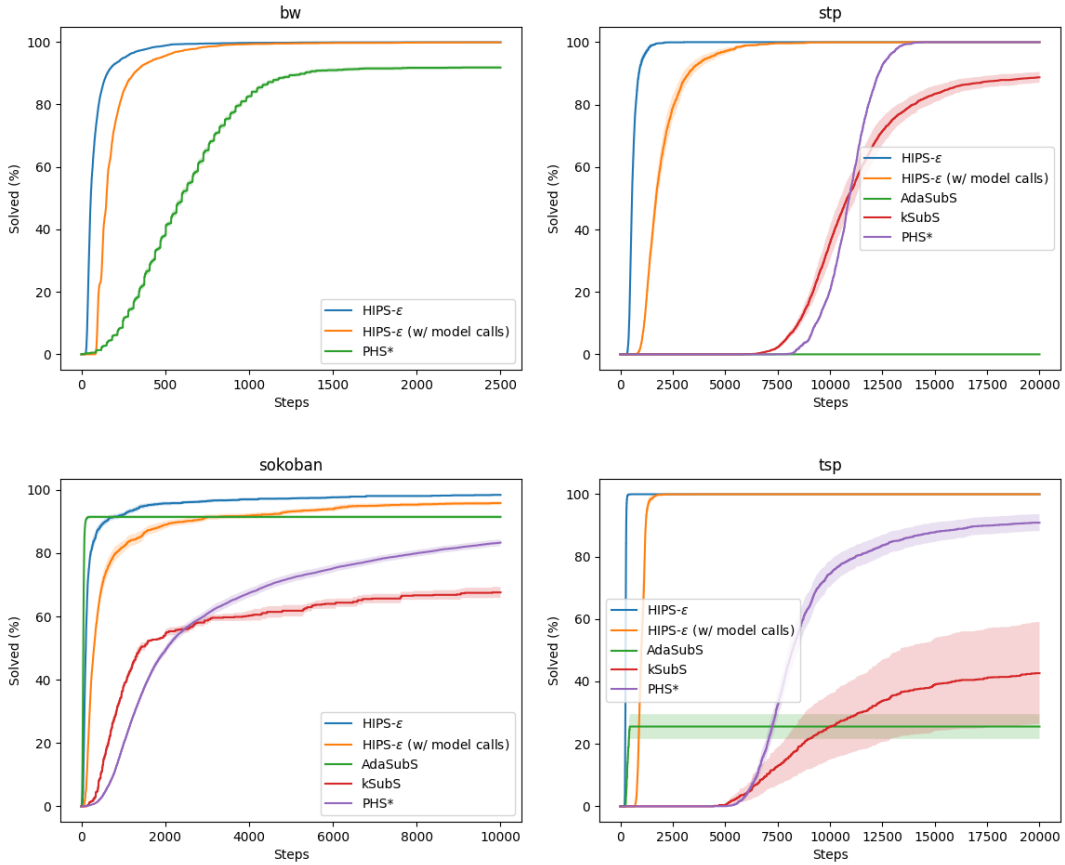 bw
Solved (%)
100
80
60
40
20
0
HIPS-ε
HIPS-ε (w/ model calls)
PHS*
0 500 1000 1500 2000 2500
Steps
stp
Solved (%)
100
80
60
40
20
0
HIPS-ε
HIPS-ε (w/ model calls)
AdaSubS
kSubS
PHS*
0 2500 5000 7500 10000 12500 15000 17500 20000
Steps
sokoban
Solved (%)
100
80
60
40
20
0
HIPS-ε
HIPS-ε (w/ model calls)
AdaSubS
kSubS
PHS*
0 2000 4000 6000 8000 10000
Steps
tsp
Solved (%)
100
80
60
40
20
0
HIPS-ε
HIPS-ε (w/ model calls)
AdaSubS
kSubS
PHS*
0 2500 5000 7500 10000 12500 15000 17500 20000
Steps